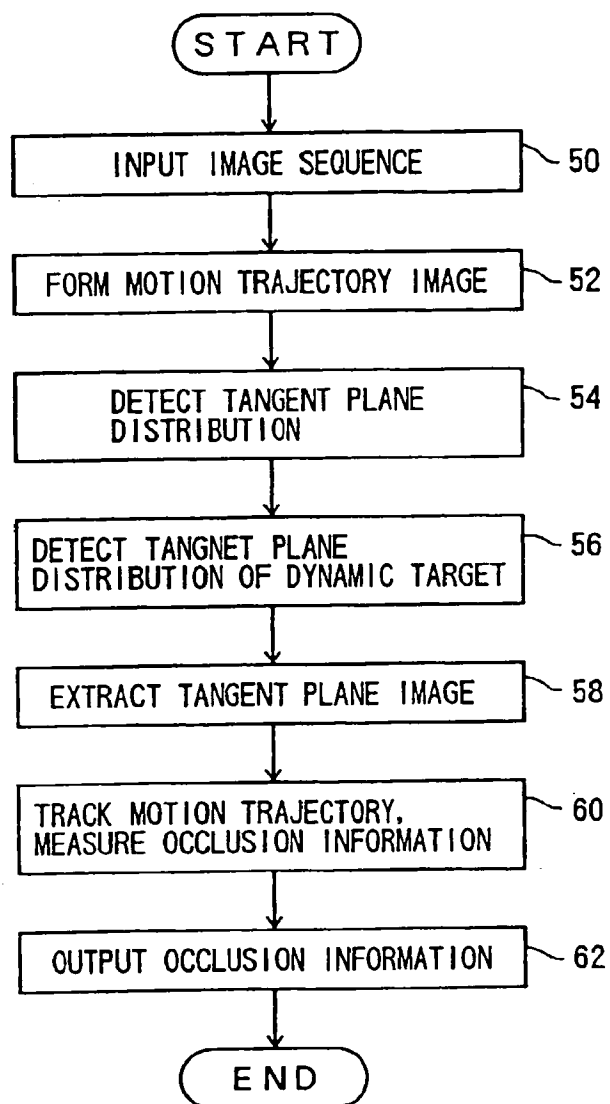 START
INPUT IMAGE SEQUENCE
50
FORM MOTION TRAJECTORY IMAGE
52
DETECT TANGENT PLANE
DISTRIBUTION
54
DETECT TANGNET PLANE
DISTRIBUTION OF DYNAMIC TARGET
56
EXTRACT TANGENT PLANE IMAGE
58
TRACK MOTION TRAJECTORY,
MEASURE OCCLUSION INFORMATION
60
OUTPUT OCCLUSION INFORMATION
62
END